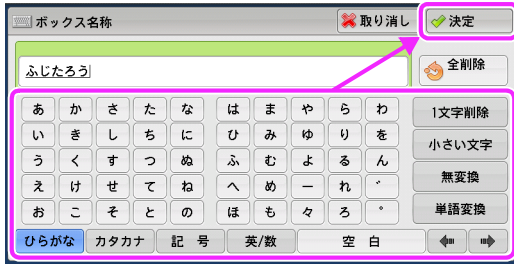 ボックス名称 取り消し 決定
ふじたろう 全削除
あ か さ た な は ま や ら わ 1文字削除
い き し ち に ひ み ゆ り を 小さい文字
う く す つ ぬ ふ む よ る ん
え け せ て ね へ め ー れ ゛ 無変換
お こ そ と の ほ も 々 ろ ゜ 単語変換
ひらがな カタカナ 記 号 英/数 空 白